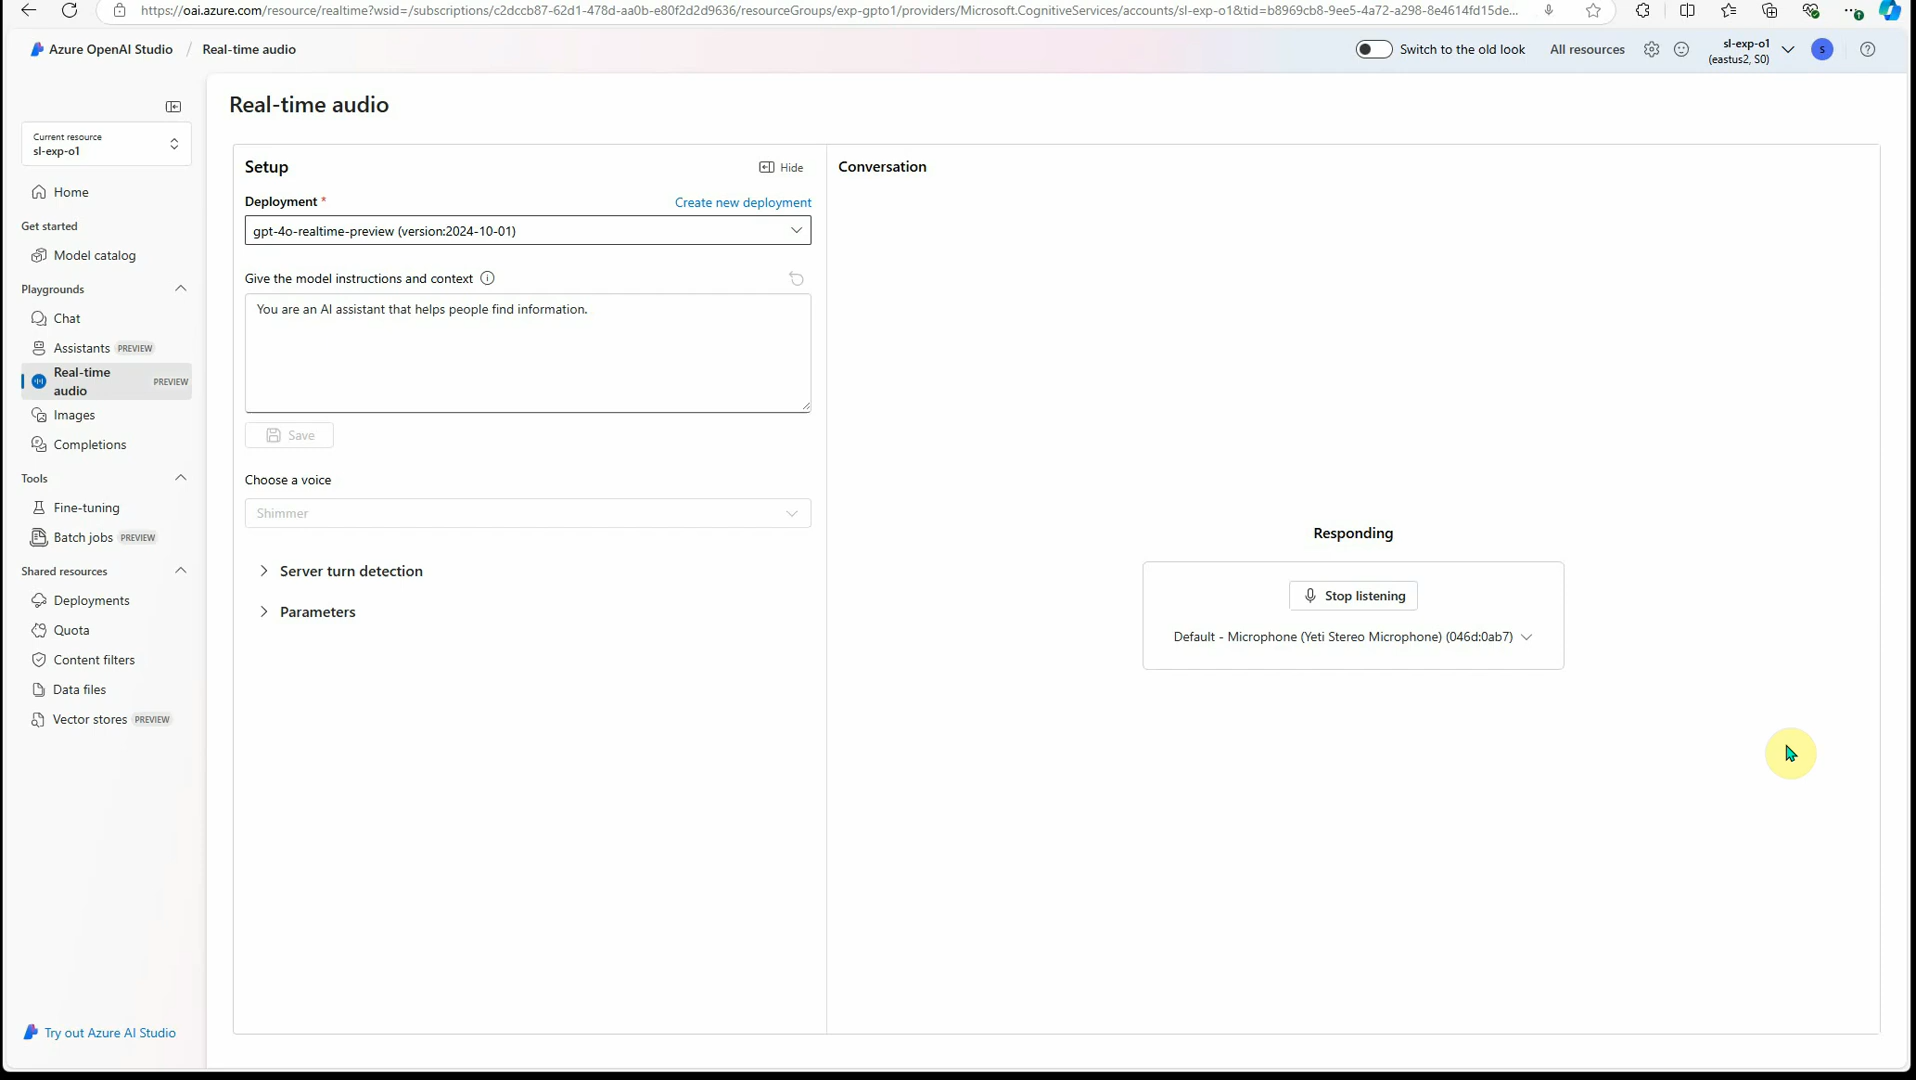 https://oai.azure.com/resource/realtime?wsid=/subscriptions/c2dccb87-62d1-478d-aa0b-e80f2d2d9636/resourceGroups/exp-gpto1/providers/Microsoft.CognitiveServices/accounts/sl-exp-o1&tid=b8969cb8-9ee5-4a72-a298-8e4614fd15de...
Azure OpenAI Studio / Real-time audio
Switch to the old look
All resources
sl-exp-o1
(eastus2, S0)
S
Current resource
sl-exp-o1
Home
Get started
Model catalog
Playgrounds
Chat
Assistants PREVIEW
Real-time audio PREVIEW
Images
Completions
Tools
Fine-tuning
Batch jobs PREVIEW
Shared resources
Deployments
Quota
Content filters
Data files
Vector stores PREVIEW
Try out Azure AI Studio
Real-time audio
Setup
Hide
Deployment *
Create new deployment
gpt-4o-realtime-preview (version:2024-10-01)
Give the model instructions and context
You are an AI assistant that helps people find information.
Save
Choose a voice
Shimmer
Server turn detection
Parameters
Conversation
Responding
Stop listening
Default - Microphone (Yeti Stereo Microphone) (046d:0ab7)